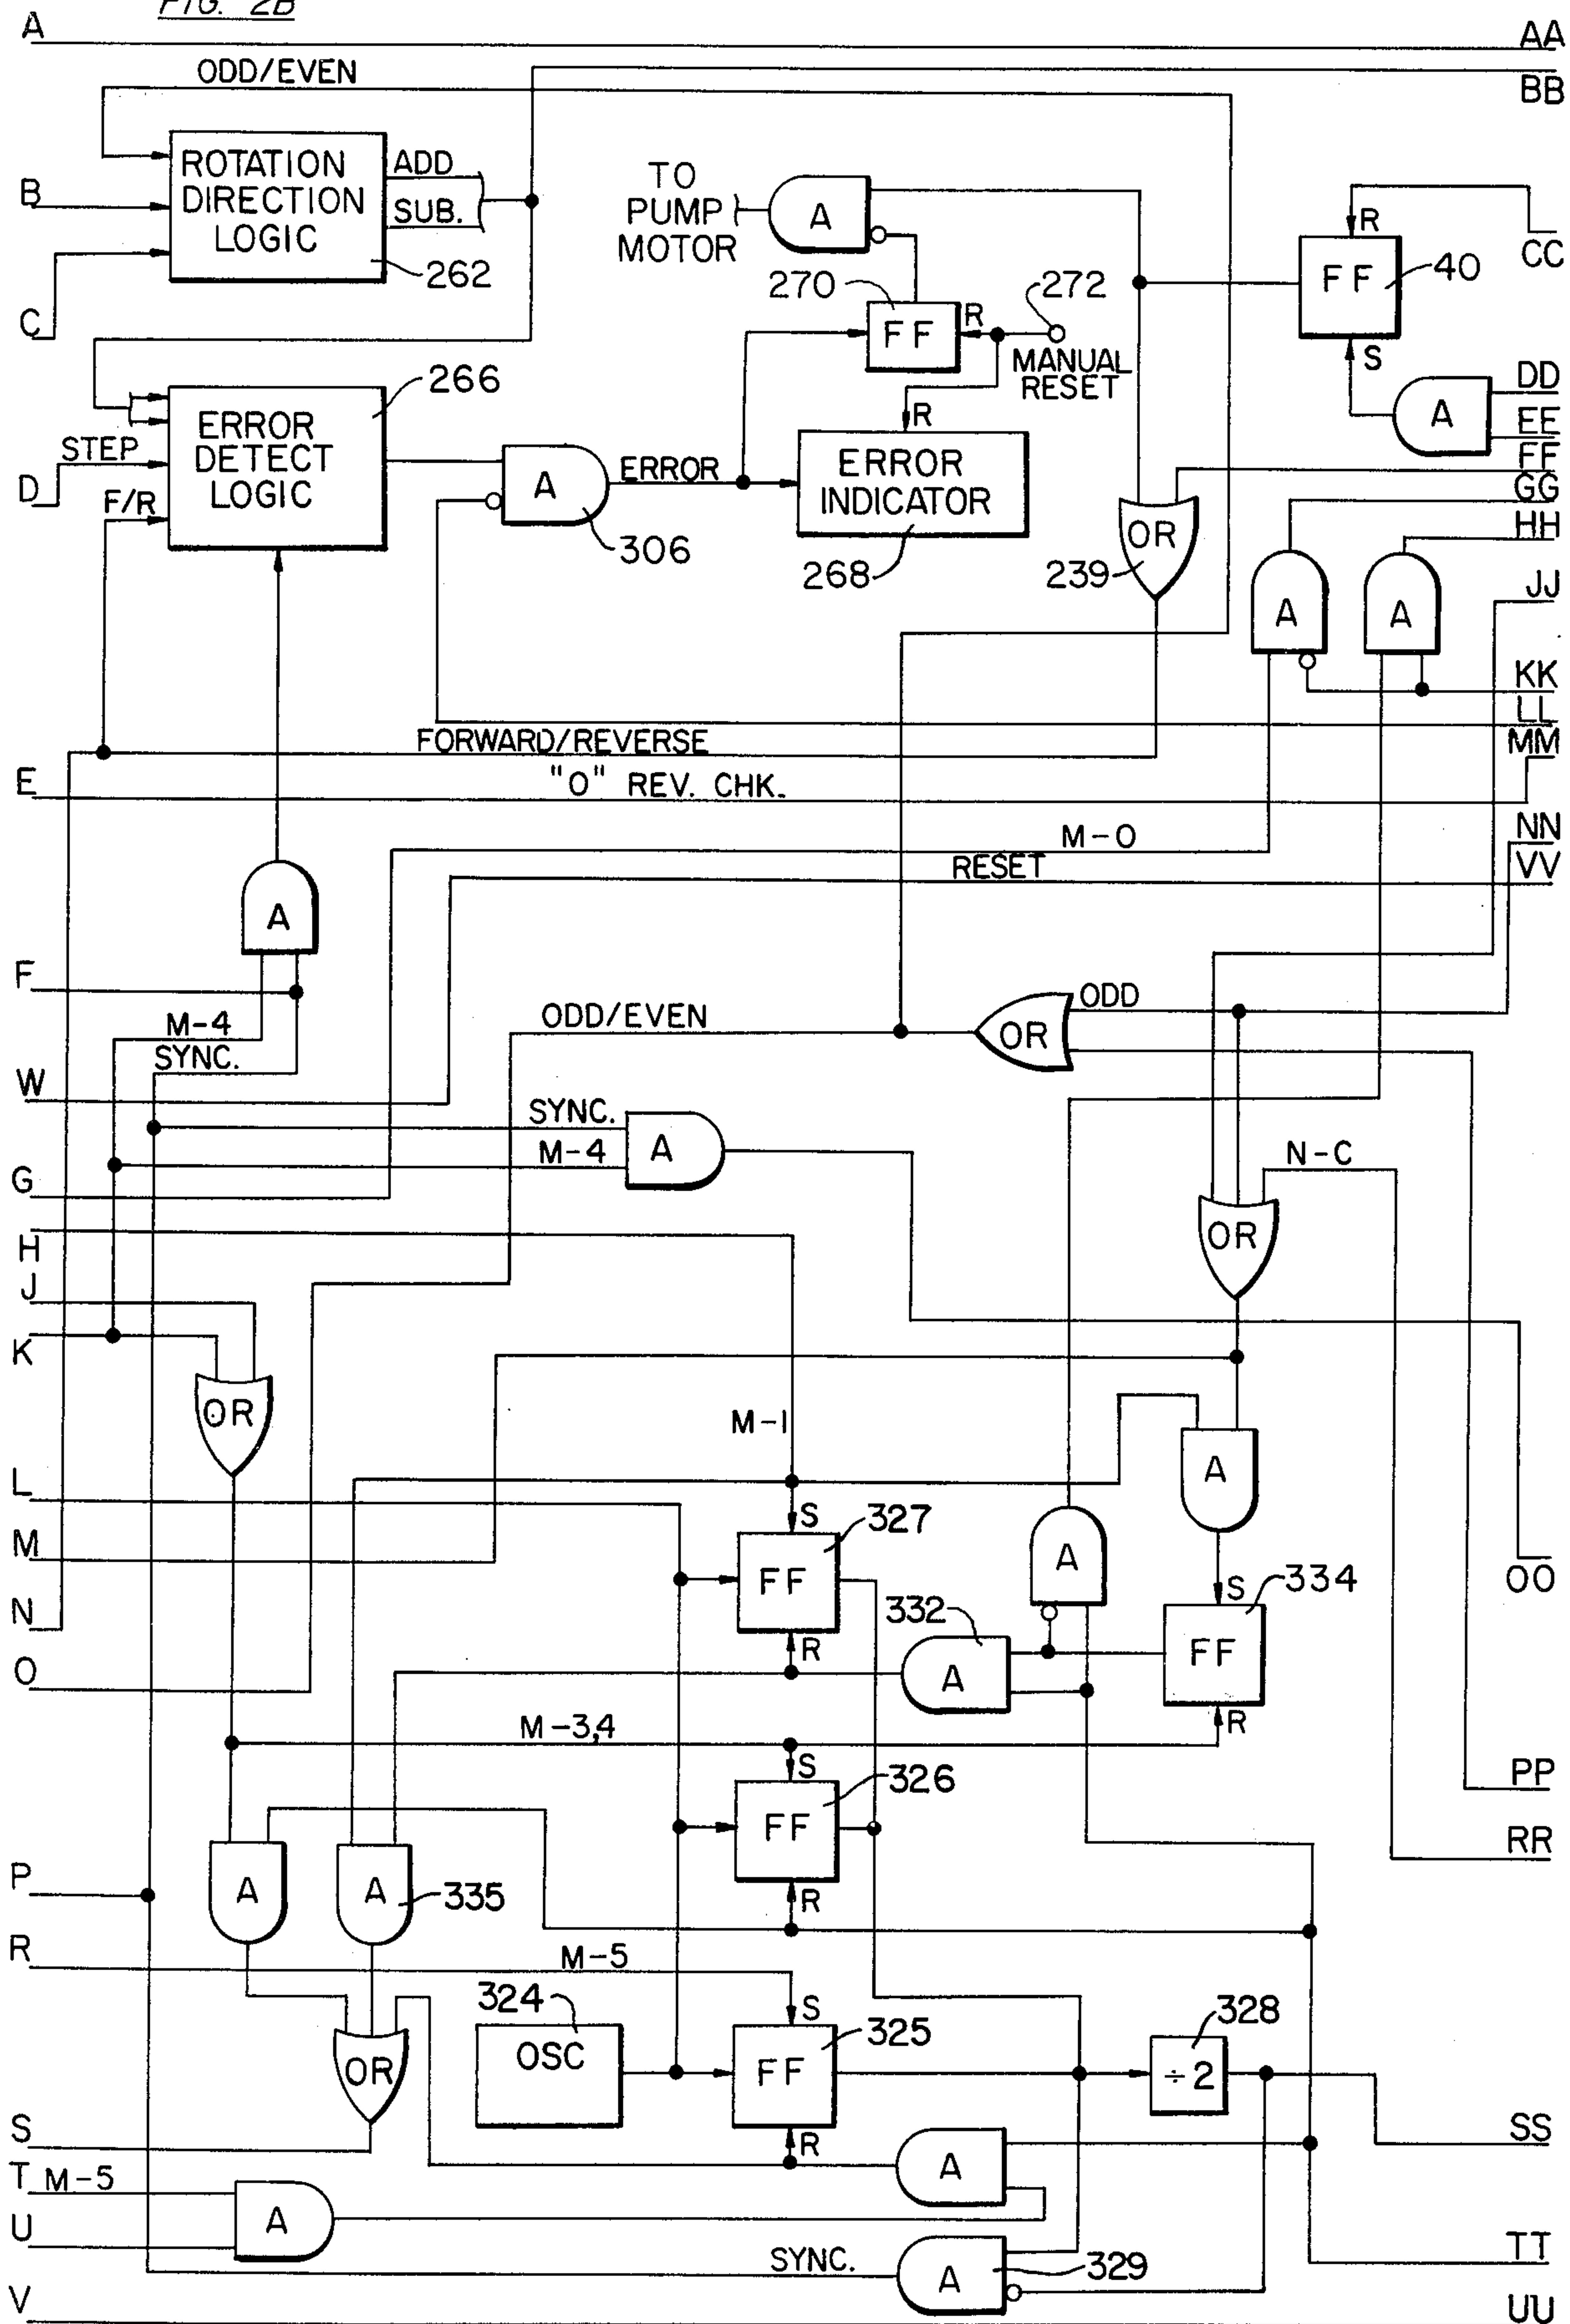 FIG. 2B
A
AA
ODD/EVEN
BB
ROTATION
DIRECTION
LOGIC
ADD
SUB.
262
B
C
TO
PUMP
MOTOR
A
R
FF
40
CC
S
270
FF
R
272
MANUAL
RESET
A
DD
EE
FF
GG
HH
JJ
266
ERROR
DETECT
LOGIC
STEP
D
F/R
A
306
ERROR
R
ERROR
INDICATOR
268
OR
239
A
A
KK
LL
FORWARD/REVERSE
MM
E
"O" REV. CHK.
M-O
NN
RESET
VV
A
F
M-4
SYNC.
ODD/EVEN
OR
ODD
W
SYNC.
M-4
A
G
N-C
OR
H
J
K
OR
M-1
A
L
S
327
FF
R
M
A
S
334
FF
R
OO
N
332
A
O
M-3,4
S
326
FF
R
PP
RR
A
A
335
P
R
M-5
324
OSC
S
325
FF
R
328
÷2
OR
S
SS
T
M-5
A
A
U
SYNC.
A
329
TT
V
UU